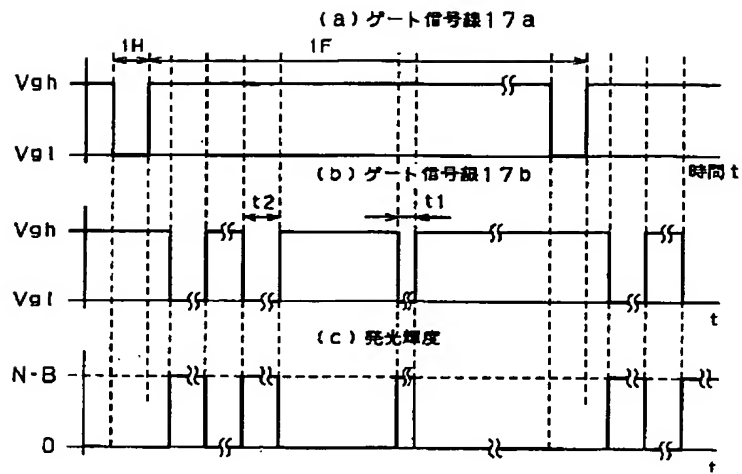 (a)ゲート信号線17a
1H
1F
Vgh
Vgl
時間t
(b)ゲート信号線17b
t2
t1
Vgh
Vgl
t
(c)発光輝度
N-B
0
t